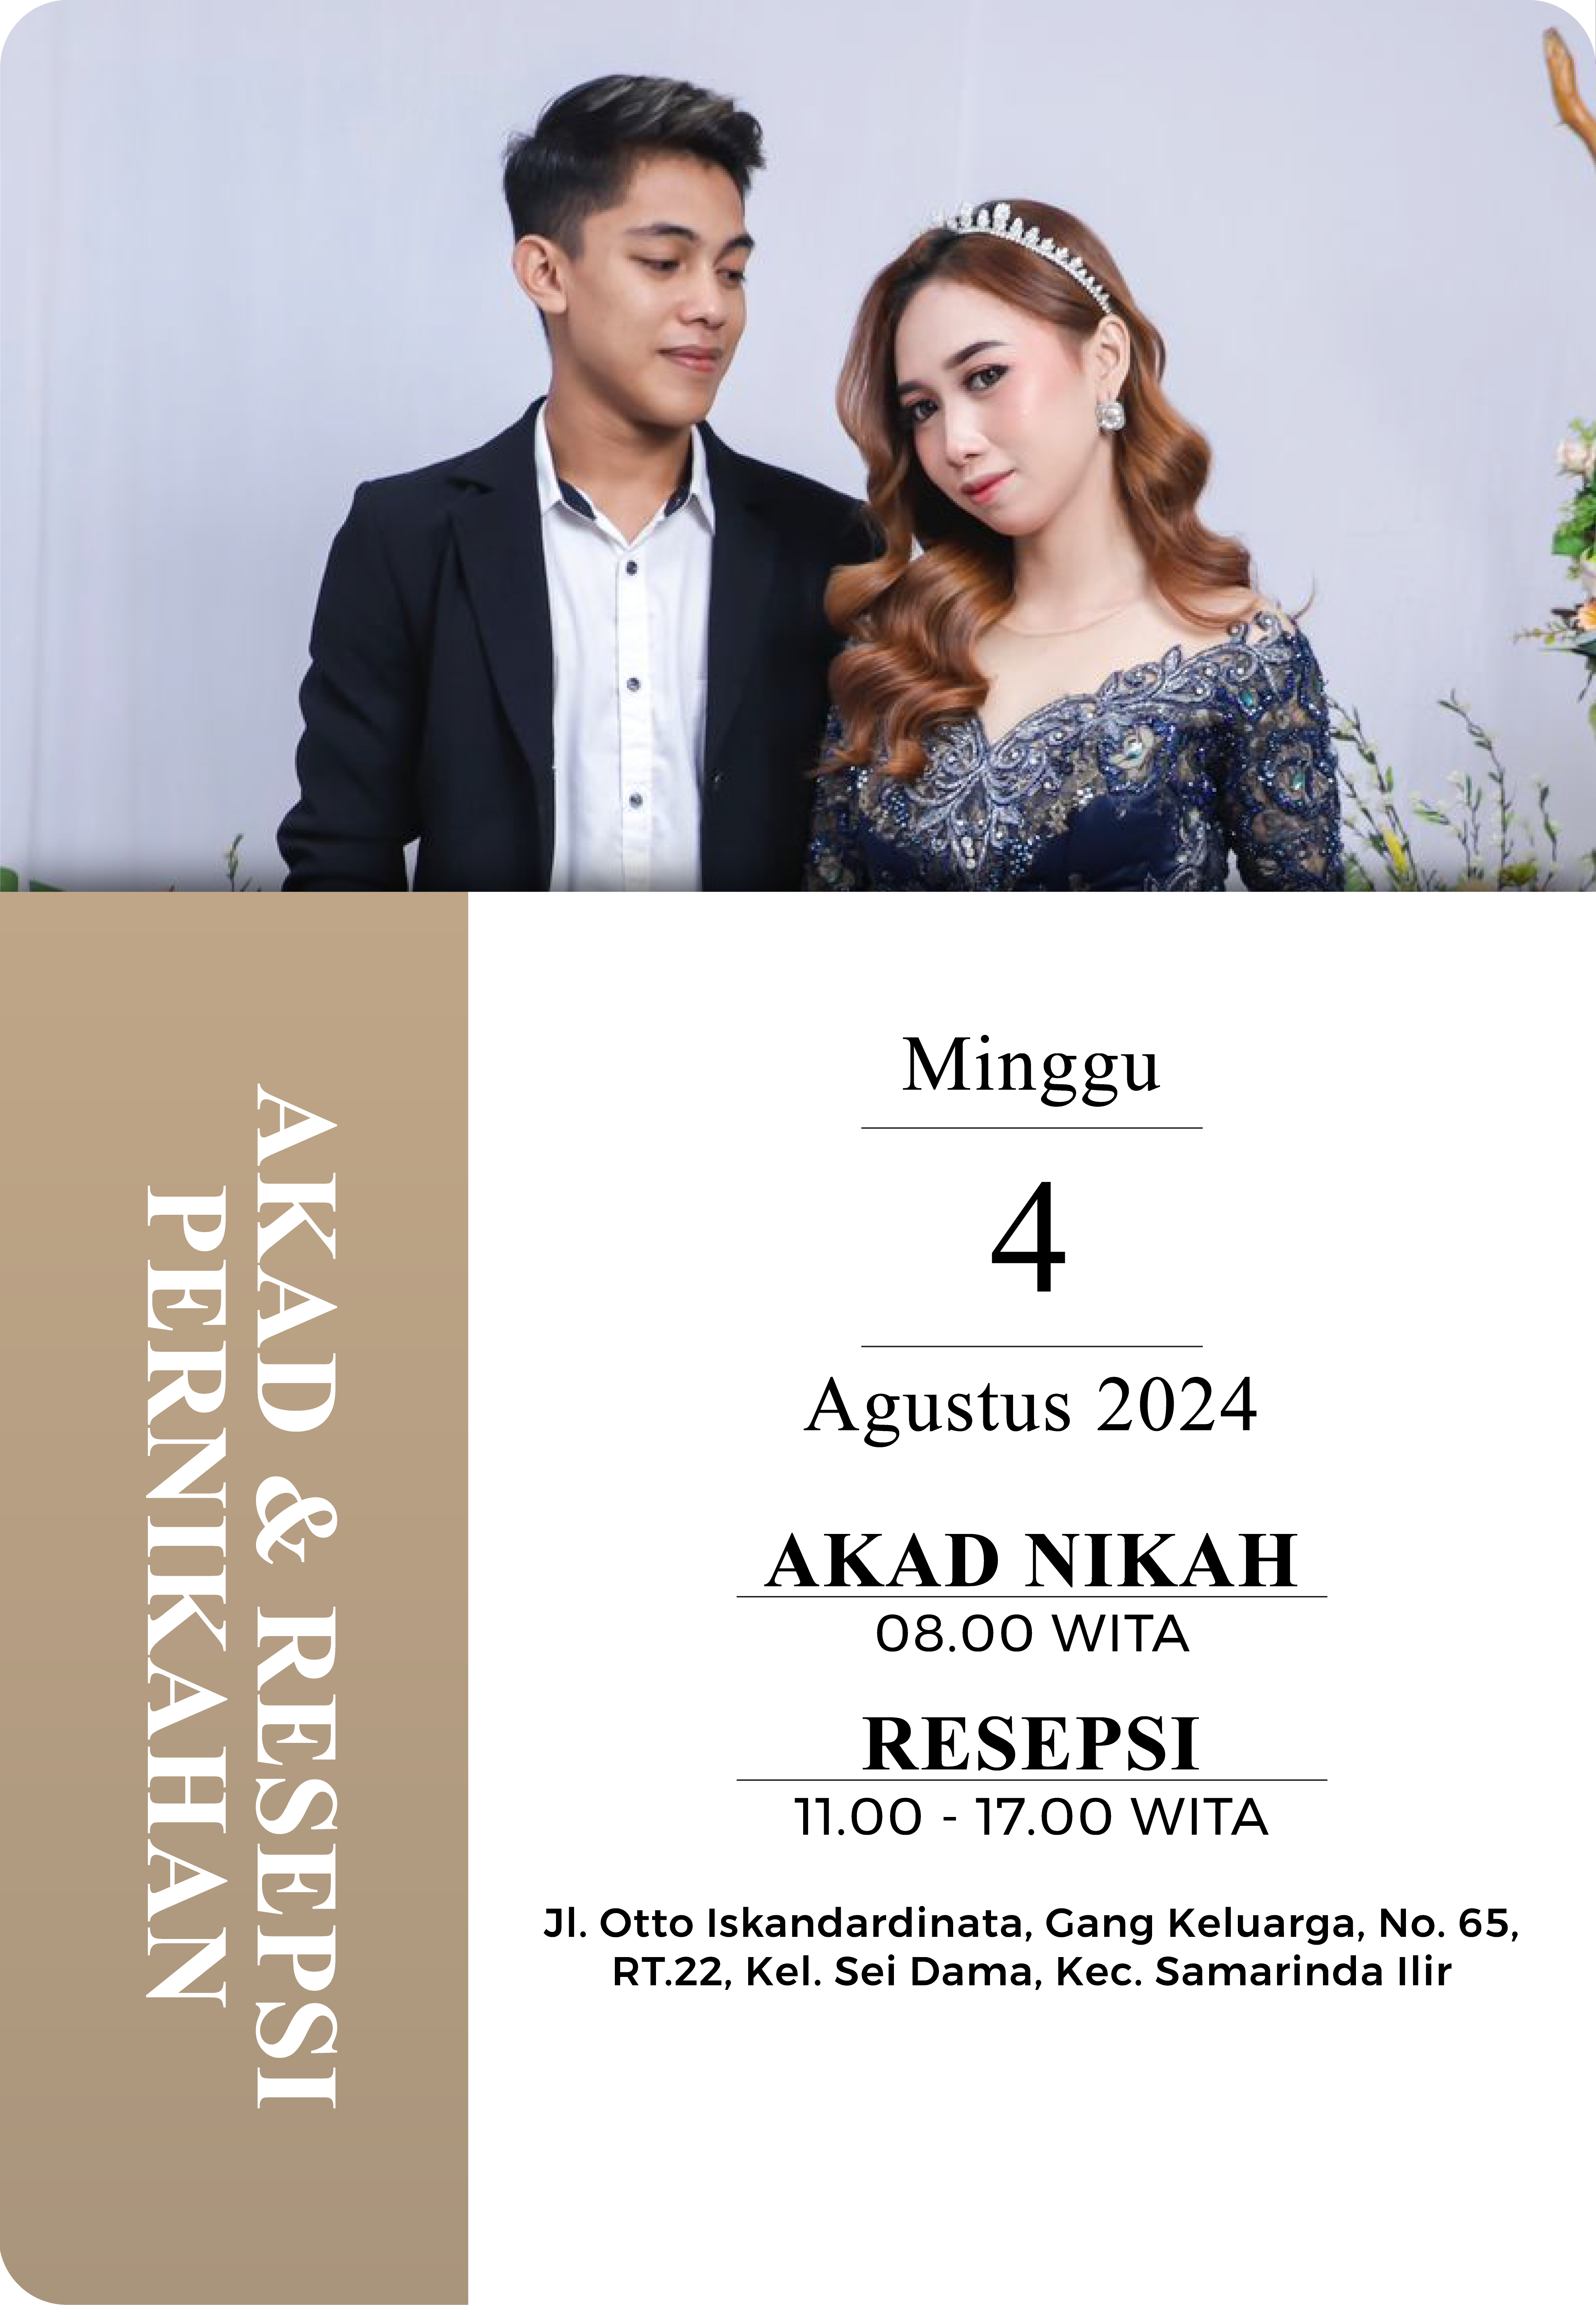 AKAD & RESEPSI
PERNIKAHAN
Minggu
4
Agustus 2024
AKAD NIKAH
08.00 WITA
RESEPSI
11.00 - 17.00 WITA
Jl. Otto Iskandardinata, Gang Keluarga, No. 65,
RT.22, Kel. Sei Dama, Kec. Samarinda Ilir